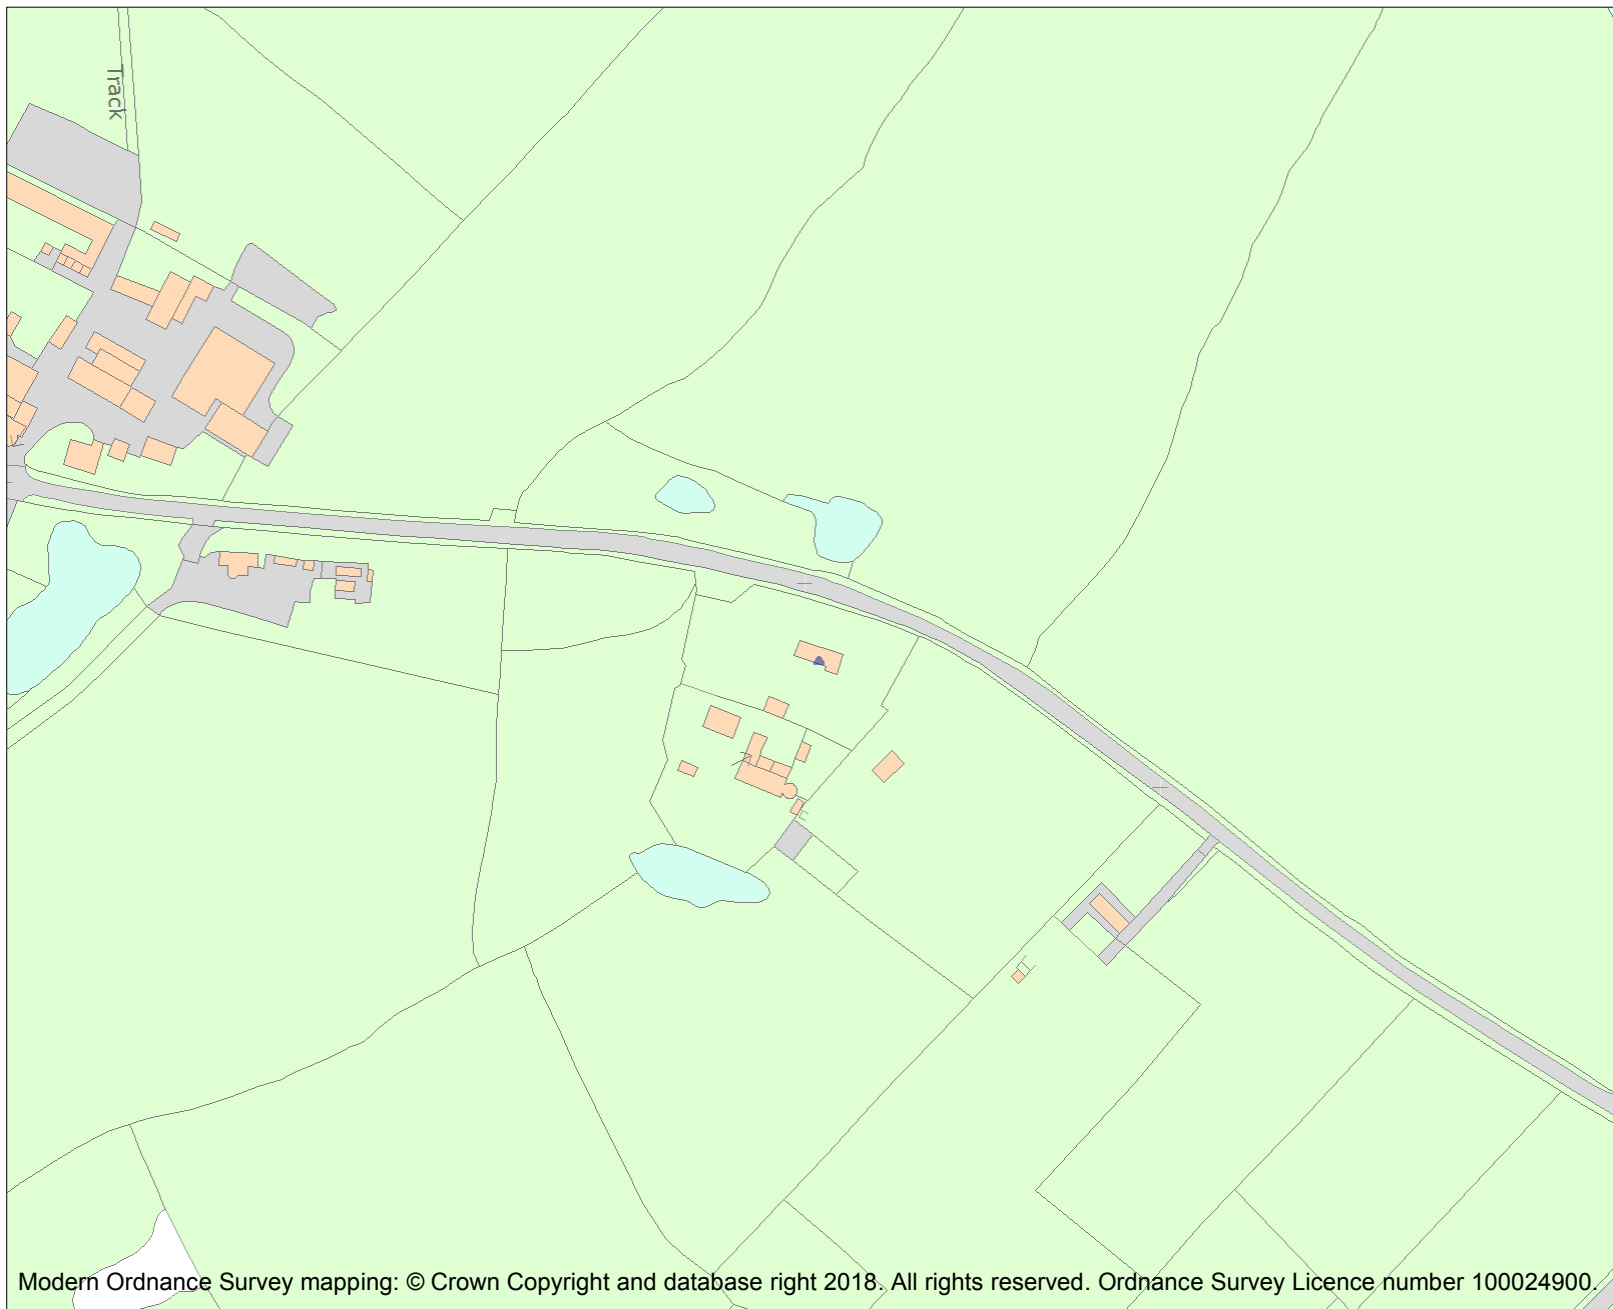 Track
Modern Ordnance Survey mapping: © Crown Copyright and database right 2018. All rights reserved. Ordnance Survey Licence number 100024900.